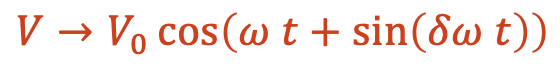 V → V₀ cos(ω t + sin(δω t))